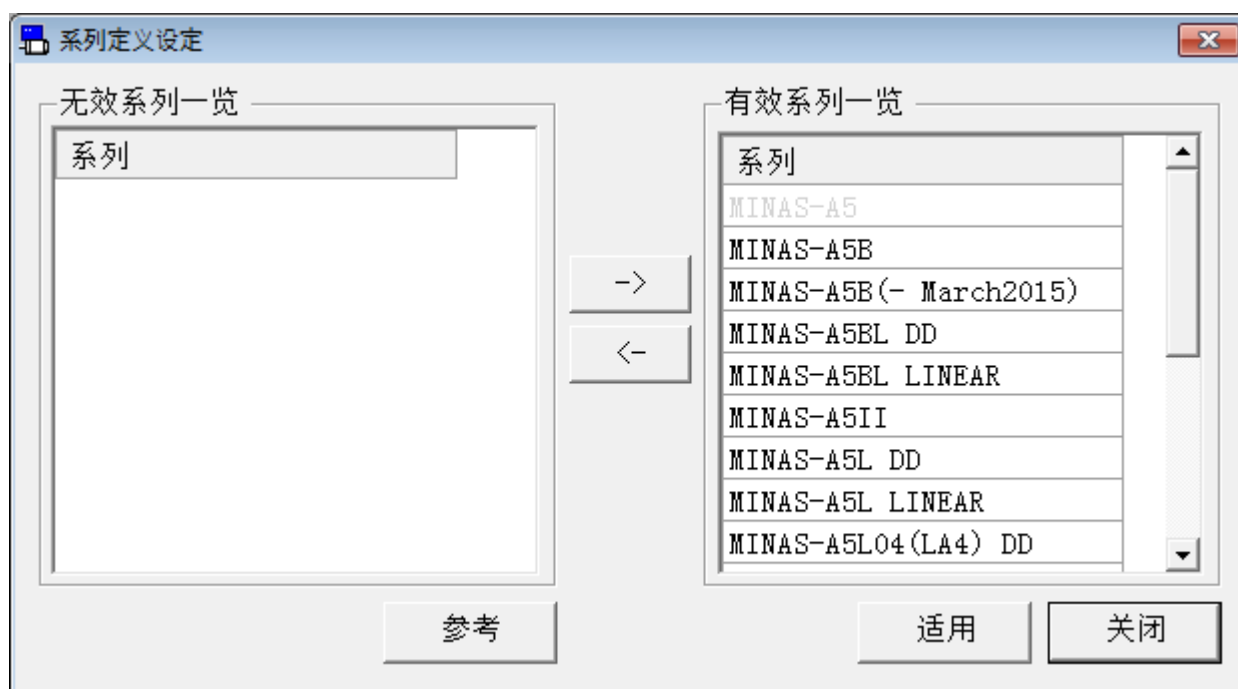 系列定义设定
无效系列一览
系列
->
<-
参考
有效系列一览
系列
MINAS-A5
MINAS-A5B
MINAS-A5B(- March2015)
MINAS-A5BL DD
MINAS-A5BL LINEAR
MINAS-A5II
MINAS-A5L DD
MINAS-A5L LINEAR
MINAS-A5L04(LA4) DD
适用
关闭